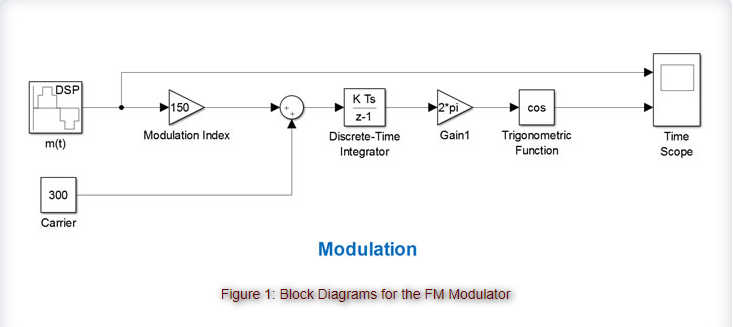 DSP
m(t)
150
Modulation Index
+
+
K Ts
z-1
Discrete-Time
Integrator
2*pi
Gain1
cos
Trigonometric
Function
Time
Scope
300
Carrier
Modulation
Figure 1: Block Diagrams for the FM Modulator